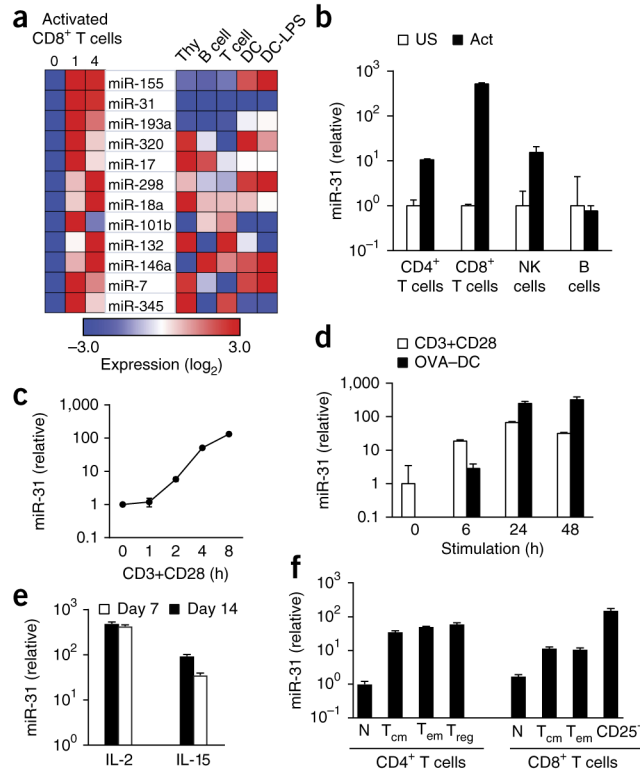 a
Activated
CD8+ T cells
0 1 4
Thy B cell T cell DC DC-LPS
miR-155
miR-31
miR-193a
miR-320
miR-17
miR-298
miR-18a
miR-101b
miR-132
miR-146a
miR-7
miR-345
−3.0 3.0
Expression (log2)
b
US Act
miR-31 (relative)
10³
10²
10¹
10⁰
10⁻¹
CD4+
T cells
CD8+
T cells
NK
cells
B
cells
c
miR-31 (relative)
1,000
100
10
1
0.1
0 1 2 4 8
CD3+CD28 (h)
d
CD3+CD28
OVA–DC
miR-31 (relative)
1,000
100
10
1
0.1
0 6 24 48
Stimulation (h)
e
Day 7 Day 14
miR-31 (relative)
10³
10²
10¹
10⁰
IL-2 IL-15
f
miR-31 (relative)
10³
10²
10¹
10⁰
10⁻¹
N Tcm Tem Treg
CD4+ T cells
N Tcm Tem CD25
CD8+ T cells